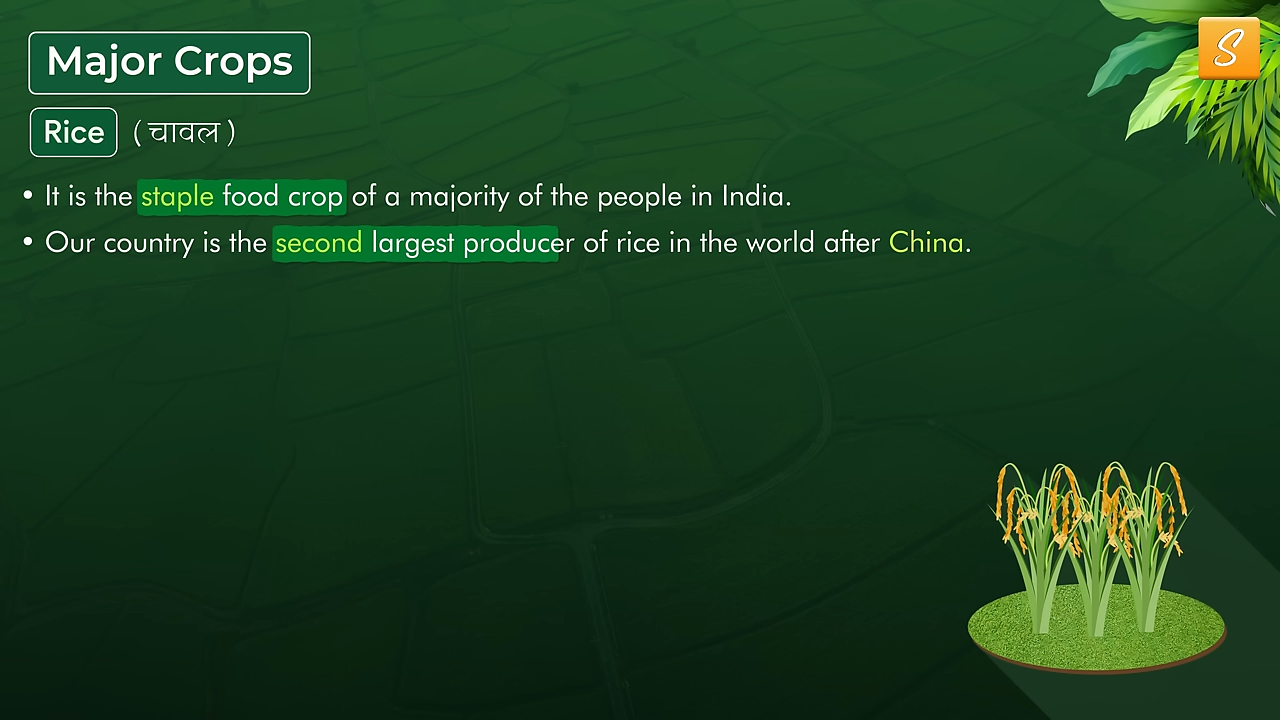 Major Crops
S
Rice ( चावल )
• It is the staple food crop of a majority of the people in India.
• Our country is the second largest producer of rice in the world after China.